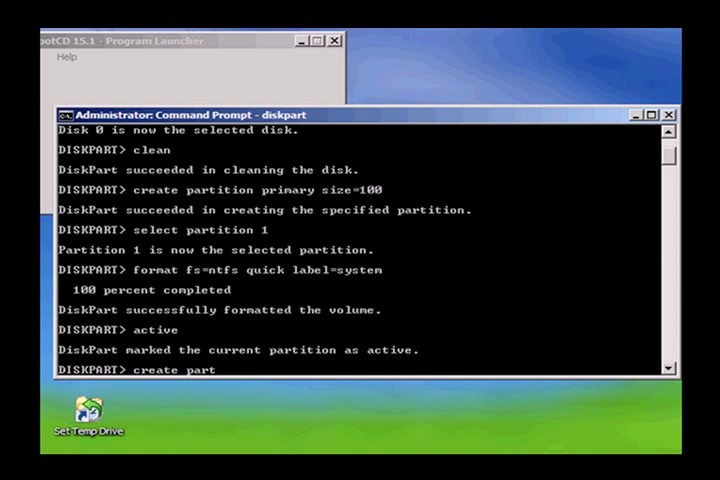 ootCD 15.1 - Program Launcher
Help
Administrator: Command Prompt - diskpart
Disk 0 is now the selected disk.
DISKPART> clean
DiskPart succeeded in cleaning the disk.
DISKPART> create partition primary size=100
DiskPart succeeded in creating the specified partition.
DISKPART> select partition 1
Partition 1 is now the selected partition.
DISKPART> format fs=ntfs quick label=system
100 percent completed
DiskPart successfully formatted the volume.
DISKPART> active
DiskPart marked the current partition as active.
DISKPART> create part
Set Temp Drive